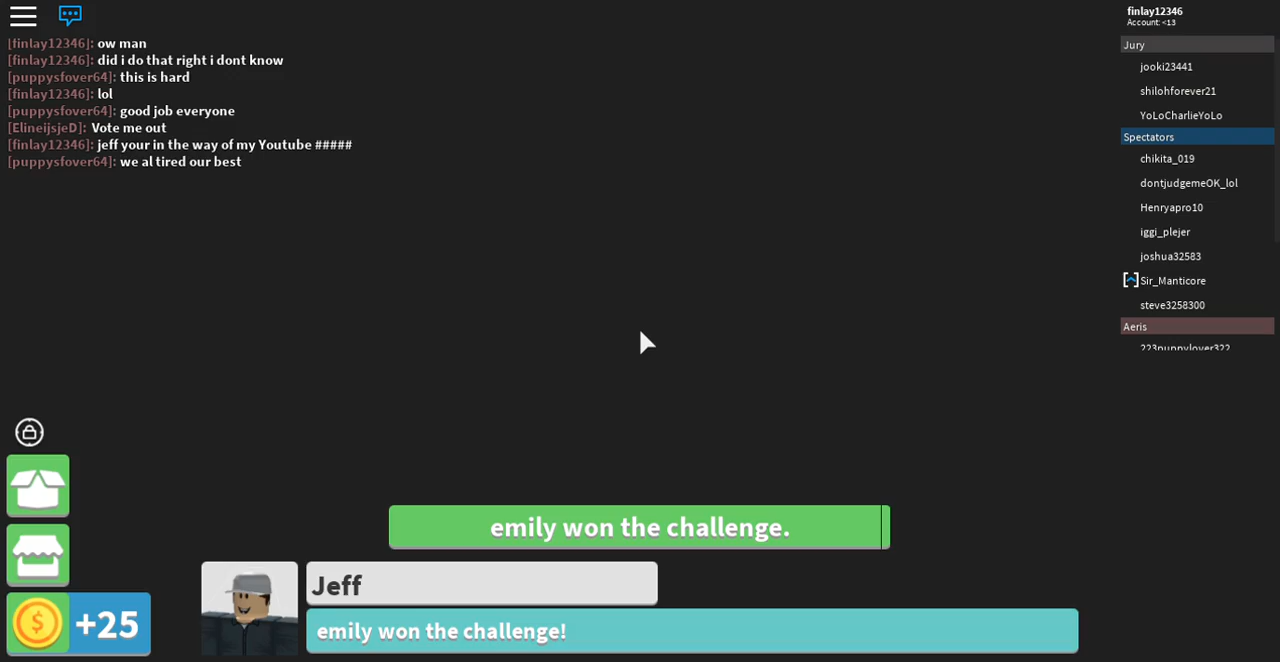 [finlay12346]: ow man
[finlay12346]: did i do that right i dont know
[puppysfover64]: this is hard
[finlay12346]: lol
[puppysfover64]: good job everyone
[ElineijsjeD]: Vote me out
[finlay12346]: jeff your in the way of my Youtube #####
[puppysfover64]: we al tired our best
finlay12346
Account: <13
Jury
jooki23441
shilohforever21
YoLoCharlieYoLo
Spectators
chikita_019
dontjudgemeOK_lol
Henryapro10
iggi_plejer
joshua32583
Sir_Manticore
steve3258300
Aeris
223puppylover322
emily won the challenge.
Jeff
emily won the challenge!
+25